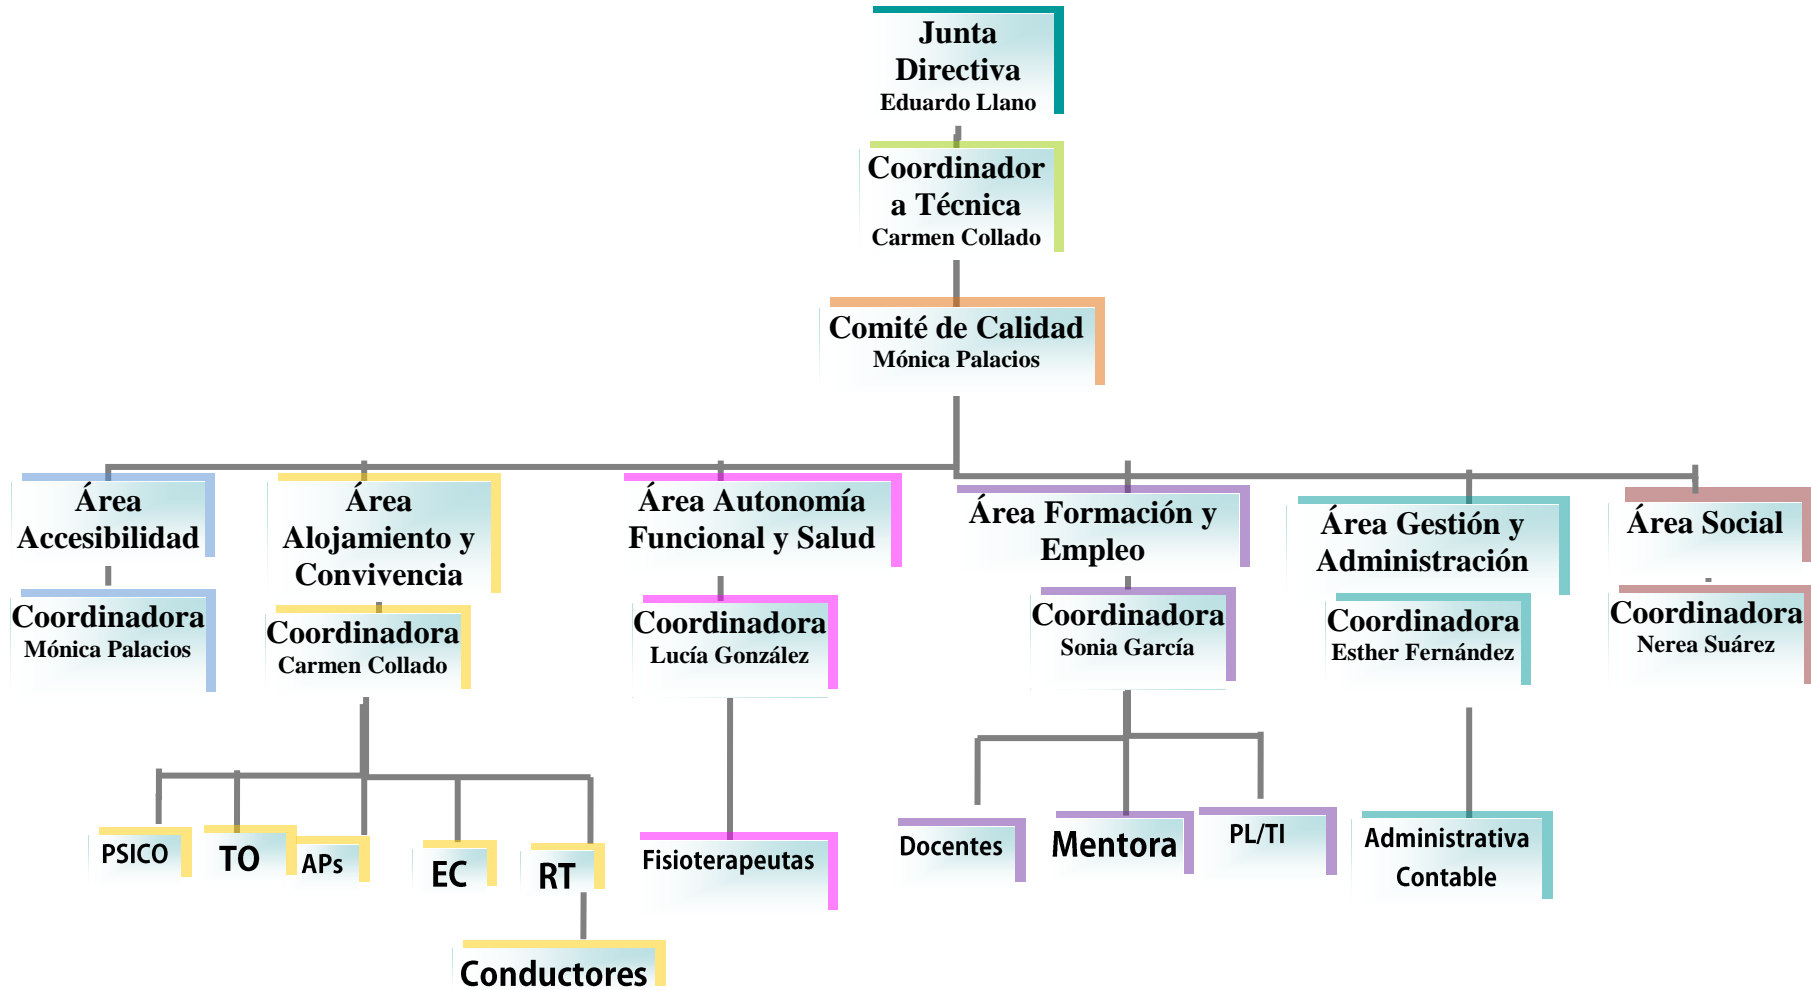 Junta
Directiva
Eduardo Llano
Coordinador
a Técnica
Carmen Collado
Comité de Calidad
Mónica Palacios
Área
Accesibilidad
Coordinadora
Mónica Palacios
Área
Alojamiento y
Convivencia
Coordinadora
Carmen Collado
Área Autonomía
Funcional y Salud
Coordinadora
Lucía González
Área Formación y
Empleo
Coordinadora
Sonia García
Área Gestión y
Administración
Coordinadora
Esther Fernández
Área Social
Coordinadora
Nerea Suárez
PSICO
TO
APs
EC
RT
Conductores
Fisioterapeutas
Docentes
Mentora
PL/TI
Administrativa
Contable